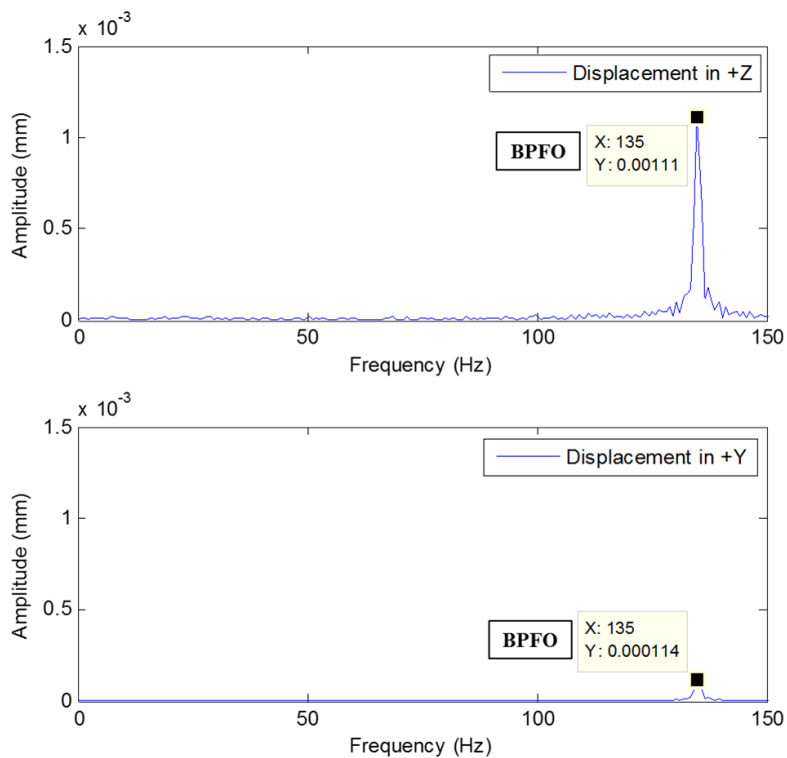 x 10⁻³
1.5
Displacement in +Z
1
BPFO
X: 135
Y: 0.00111
Amplitude (mm)
0.5
0
0 50 100 150
Frequency (Hz)
x 10⁻³
1.5
Displacement in +Y
1
Amplitude (mm)
0.5
BPFO
X: 135
Y: 0.000114
0
0 50 100 150
Frequency (Hz)